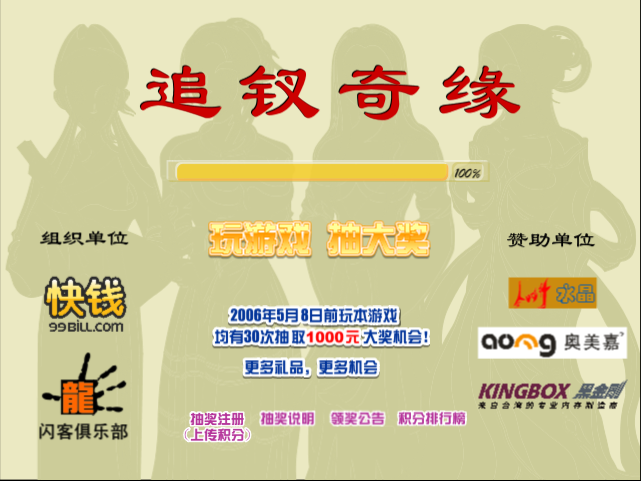 追钗奇缘
100%
组织单位
玩游戏 抽大奖
赞助单位
快钱
99BILL.COM
水晶
2006年5月8日前玩本游戏
均有30次抽取1000元大奖机会！
aomg 奥美嘉
更多礼品，更多机会
龍
KINGBOX 黑金刚
来自台湾的专业内存制造商
抽奖注册 抽奖说明 领奖公告 积分排行榜
（上传积分）
闪客俱乐部